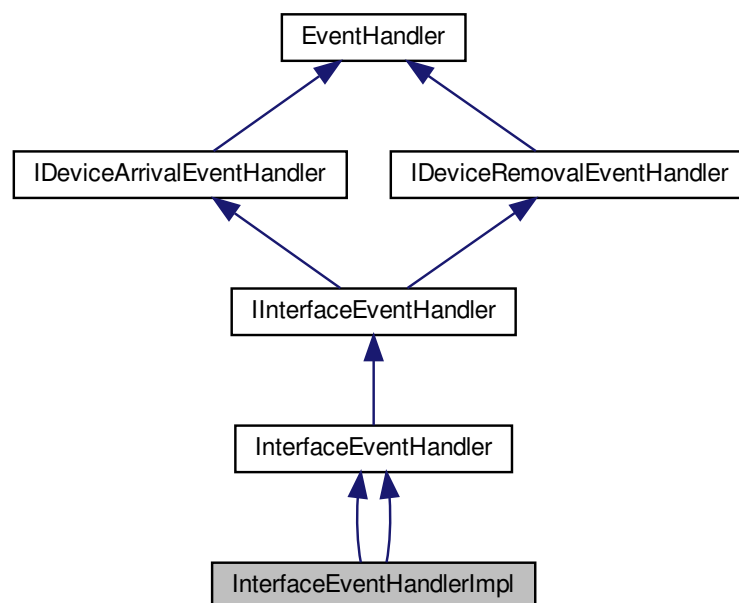 EventHandler
IDeviceArrivalEventHandler
IDeviceRemovalEventHandler
IInterfaceEventHandler
InterfaceEventHandler
InterfaceEventHandlerImpl